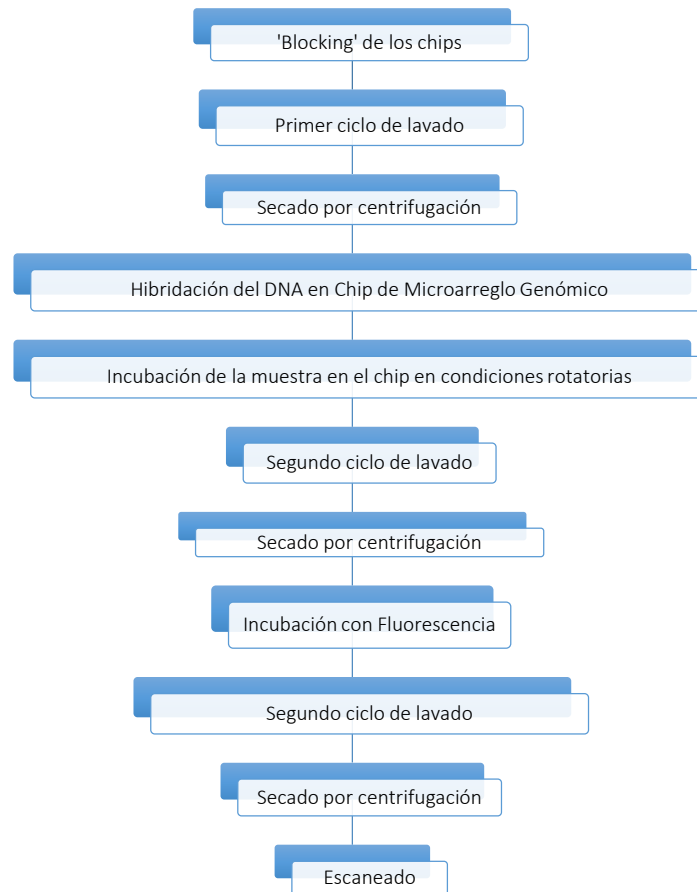 'Blocking' de los chips
Primer ciclo de lavado
Secado por centrifugación
Hibridación del DNA en Chip de Microarreglo Genómico
Incubación de la muestra en el chip en condiciones rotatorias
Segundo ciclo de lavado
Secado por centrifugación
Incubación con Fluorescencia
Segundo ciclo de lavado
Secado por centrifugación
Escaneado